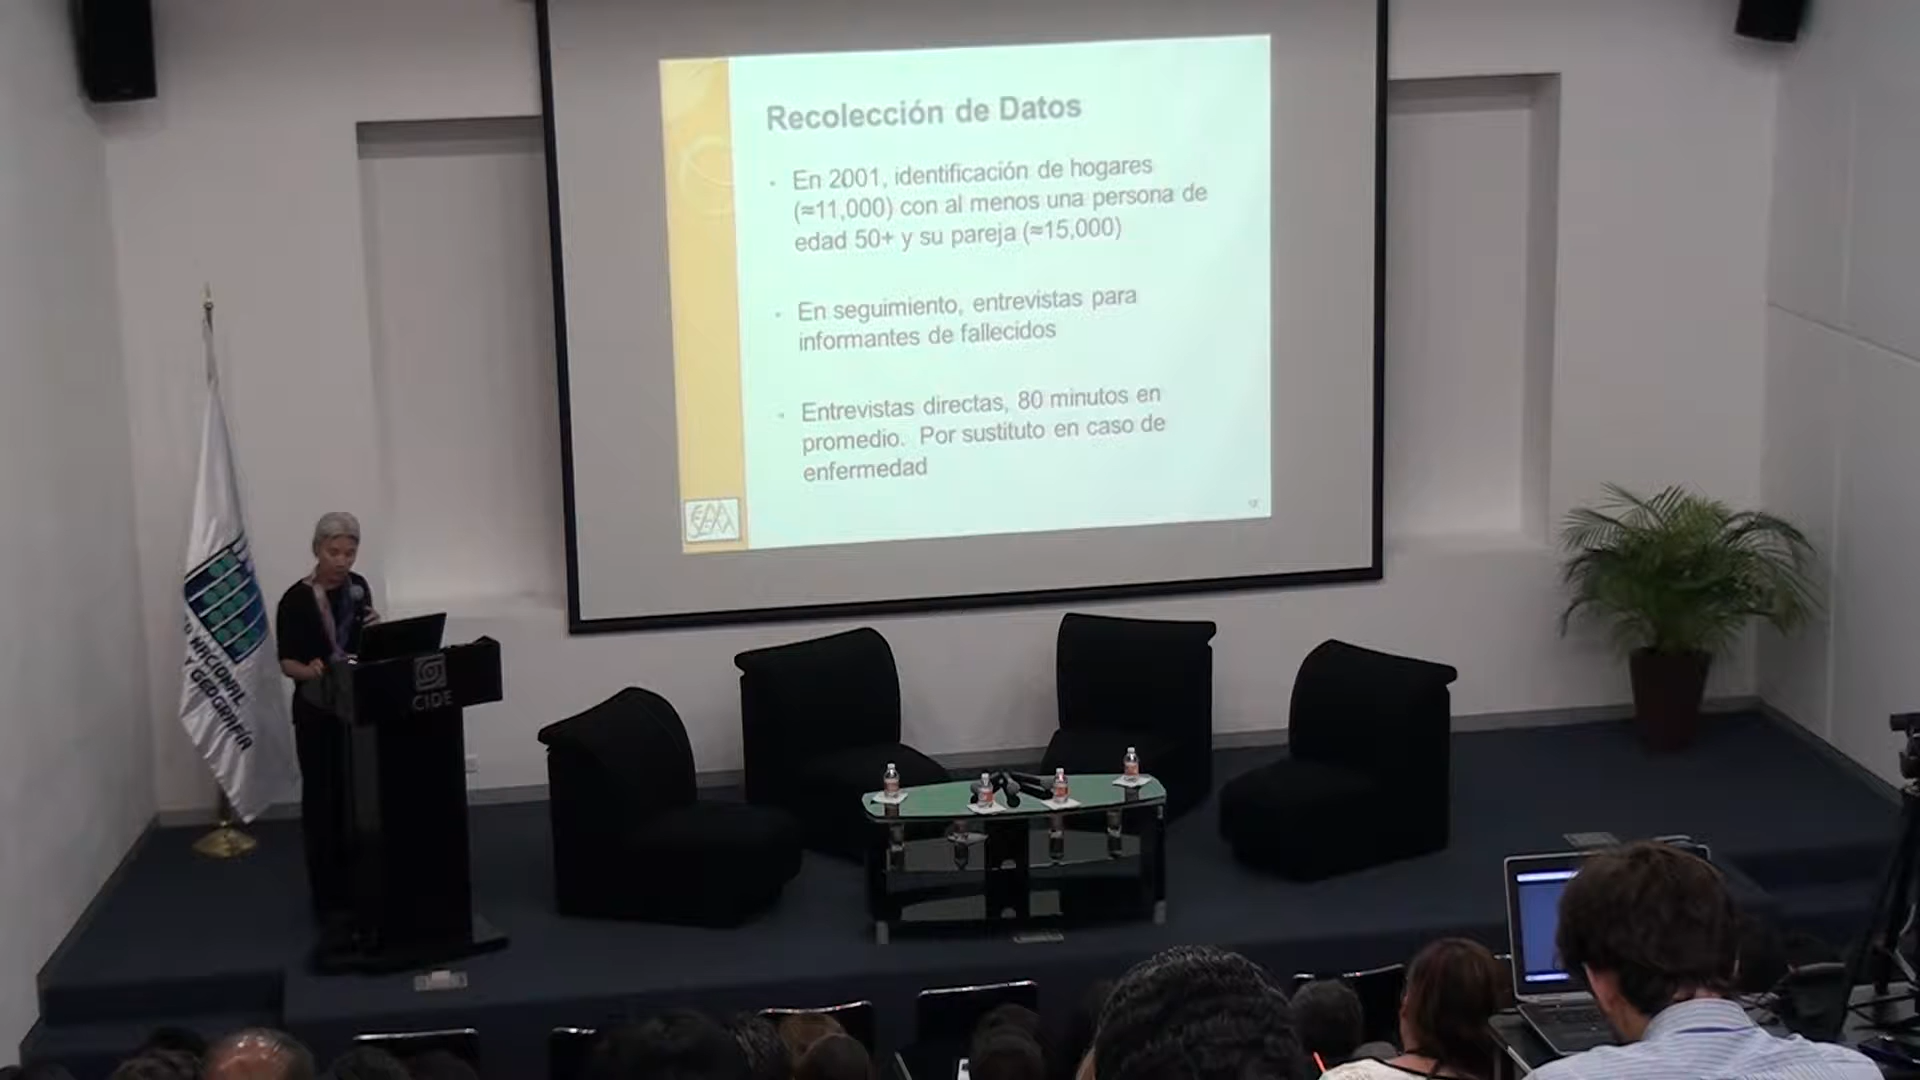 Recolección de Datos
En 2001, identificación de hogares
(≈11,000) con al menos una persona de
edad 50+ y su pareja (≈15,000)
En seguimiento, entrevistas para
informantes de fallecidos
Entrevistas directas, 80 minutos en
promedio. Por sustituto en caso de
enfermedad
NACIONAL
Y GEOGRAFÍA
CIDE